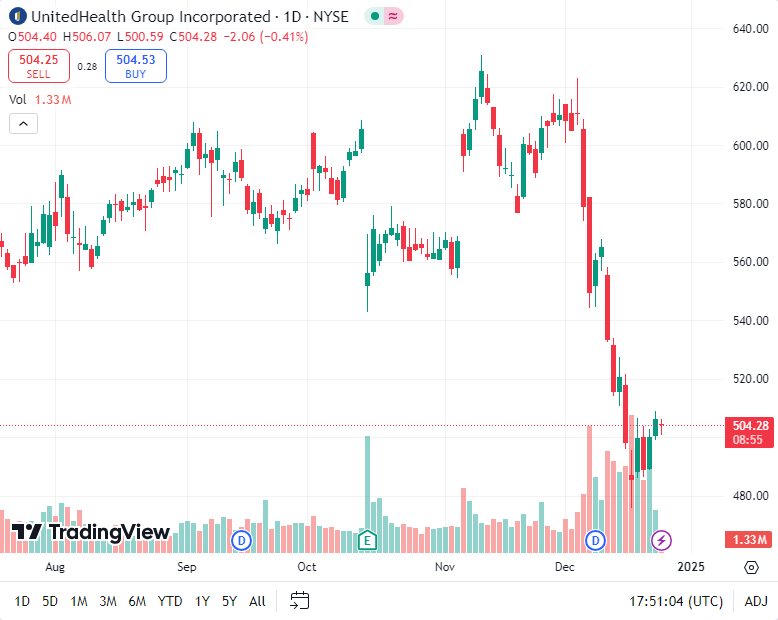 UnitedHealth Group Incorporated · 1D · NYSE
O504.40 H506.07 L500.59 C504.28 −2.06 (−0.41%)
504.25 SELL 0.28 504.53 BUY
Vol 1.33M
640.00
620.00
600.00
580.00
560.00
540.00
520.00
504.28
08:55
480.00
TradingView
D E D
1.33M
Aug Sep Oct Nov Dec 2025
1D 5D 1M 3M 6M YTD 1Y 5Y All 17:51:04 (UTC) ADJ